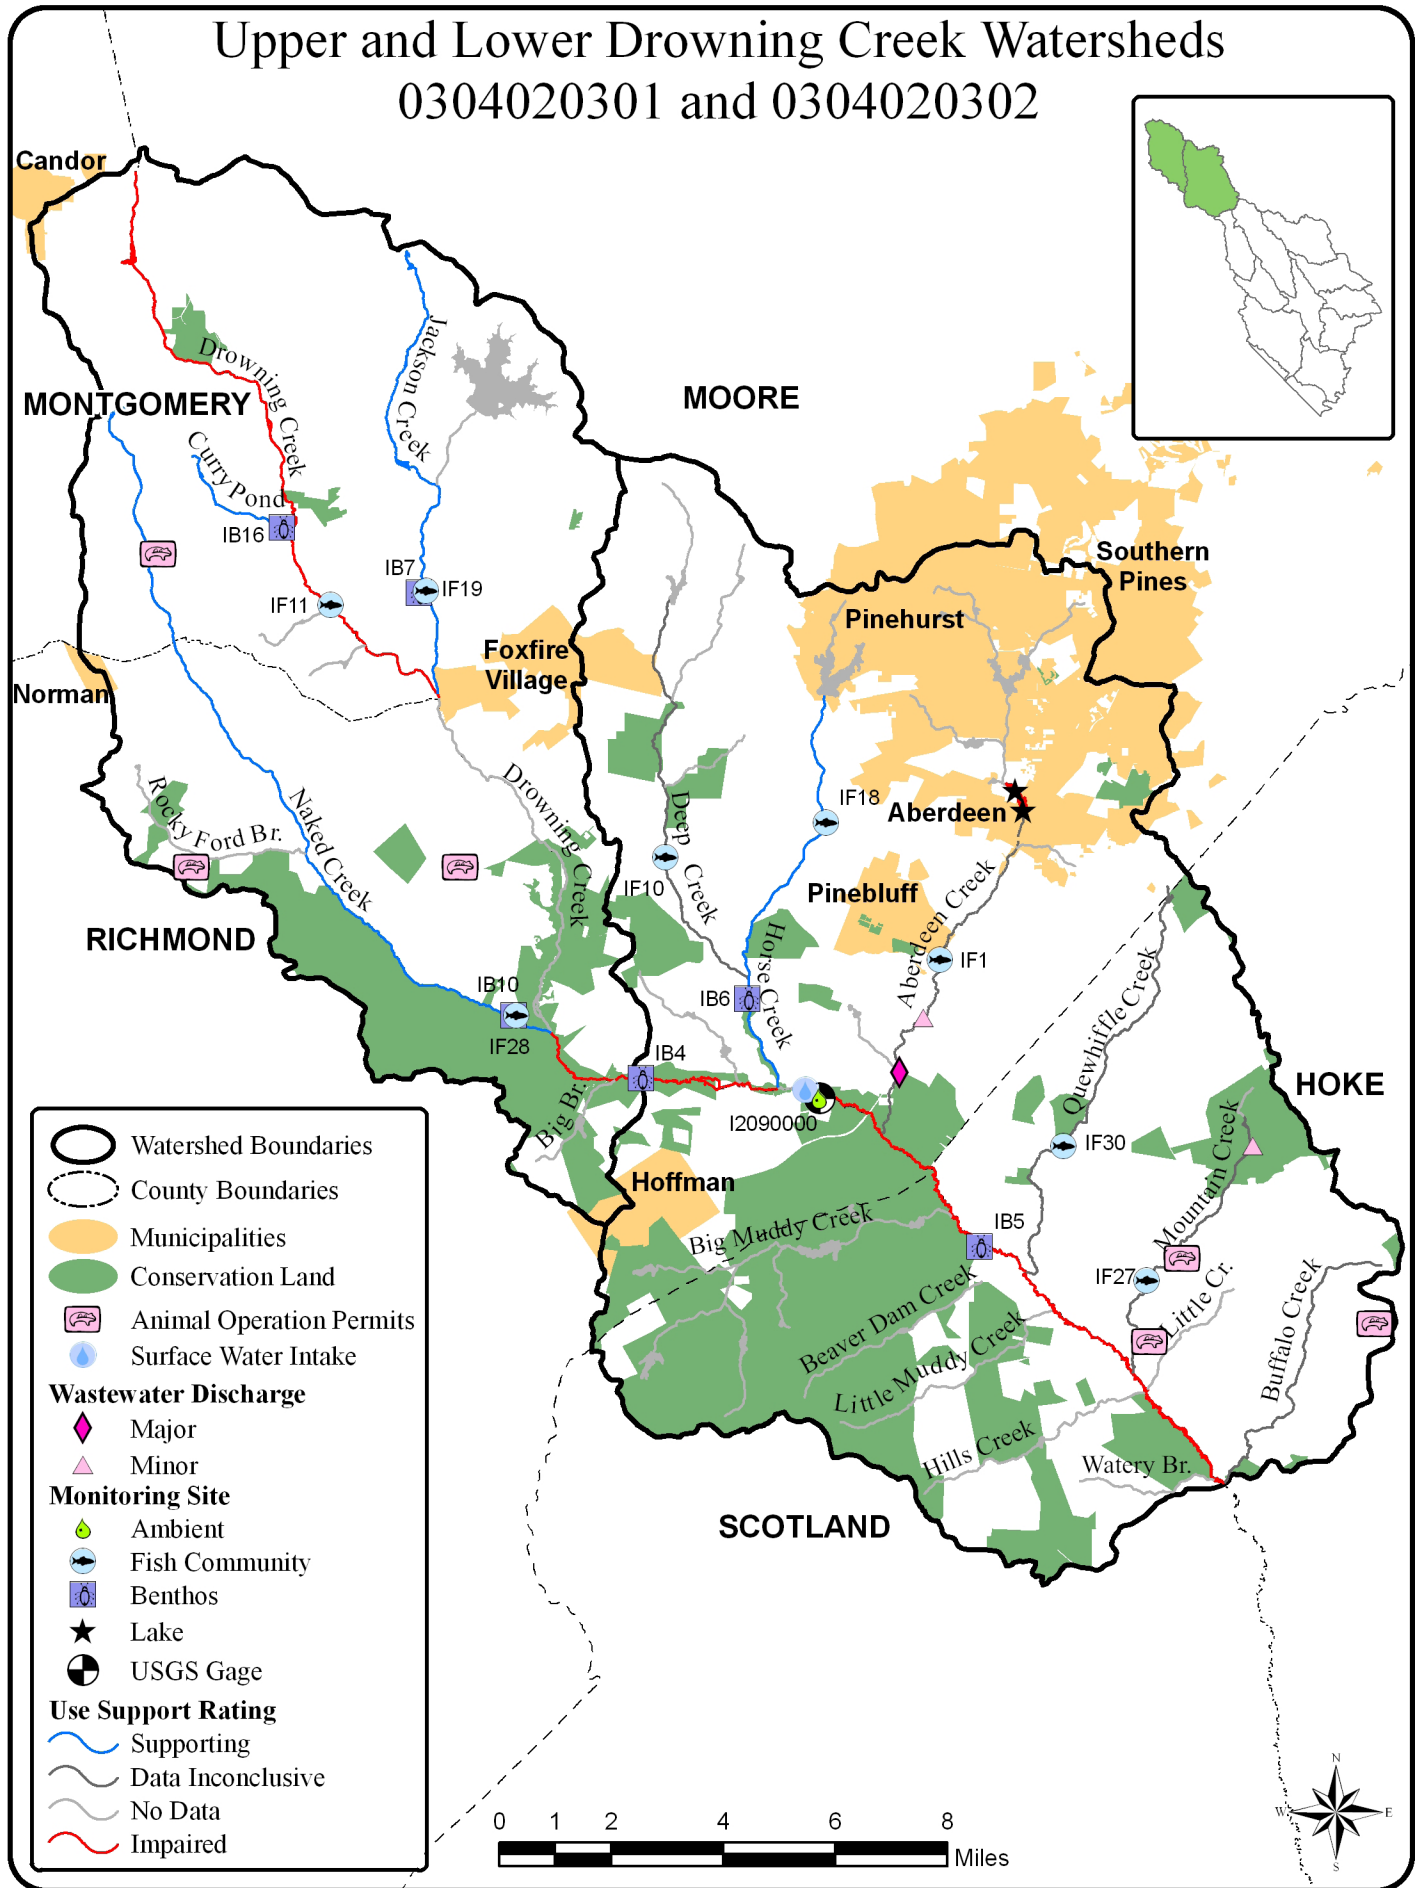 Upper and Lower Drowning Creek Watersheds
0304020301 and 0304020302
Candor
MONTGOMERY
Drowning Creek
Jackson Creek
MOORE
Curry Pond
IB16
IB7
IF19
IF11
Southern
Pines
Pinehurst
Foxfire
Village
Norman
Rocky Ford Br.
Naked Creek
Drowning Creek
Deep Creek
IF18
Aberdeen
IF10
Pinebluff
Aberdeen Creek
RICHMOND
Horse Creek
IF1
IB10
IB6
IF28
IB4
Quewhiffle Creek
HOKE
Big Br.
I2090000
IF30
Mountain Creek
Hoffman
Big Muddy Creek
IB5
IF27
Little Cr.
Buffalo Creek
Beaver Dam Creek
Little Muddy Creek
Hills Creek
Watery Br.
SCOTLAND
Watershed Boundaries
County Boundaries
Municipalities
Conservation Land
Animal Operation Permits
Surface Water Intake
Wastewater Discharge
Major
Minor
Monitoring Site
Ambient
Fish Community
Benthos
Lake
USGS Gage
Use Support Rating
Supporting
Data Inconclusive
No Data
Impaired
0 1 2 4 6 8
Miles
N
W E
S